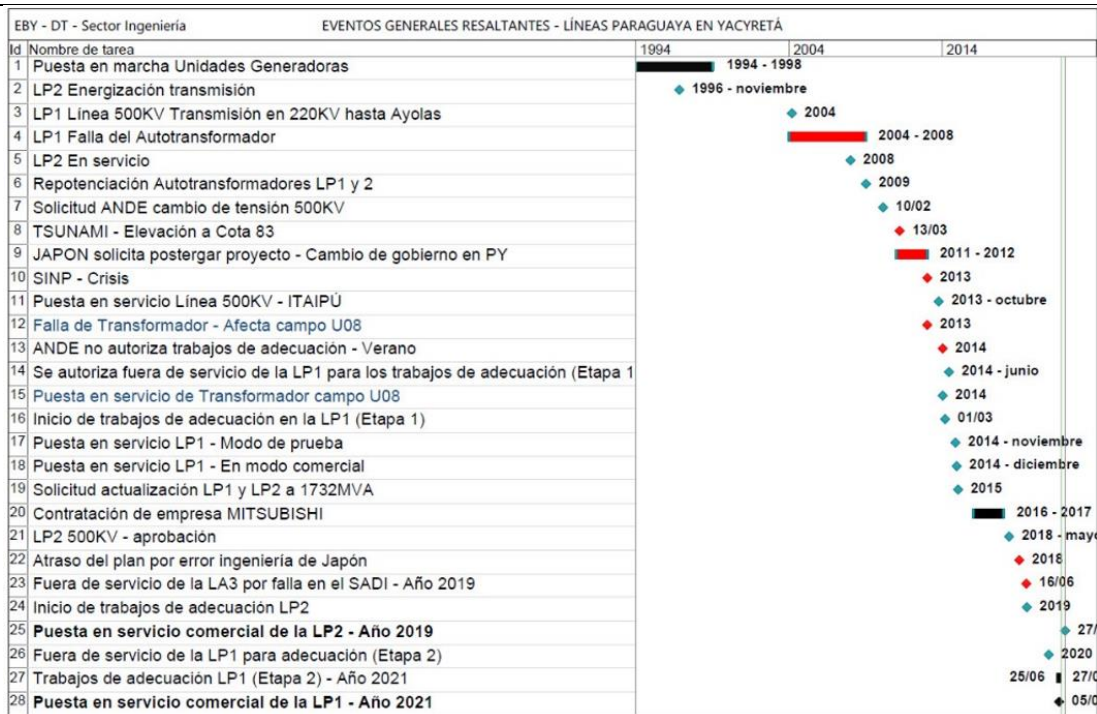 EBY - DT - Sector Ingeniería EVENTOS GENERALES RESALTANTES - LÍNEAS PARAGUAYA EN YACYRETÁ
Id Nombre de tarea 1994 2004 2014
1 Puesta en marcha Unidades Generadoras 1994 - 1998
2 LP2 Energización transmisión 1996 - noviembre
3 LP1 Línea 500KV Transmisión en 220KV hasta Ayolas 2004
4 LP1 Falla del Autotransformador 2004 - 2008
5 LP2 En servicio 2008
6 Repotenciación Autotransformadores LP1 y 2 2009
7 Solicitud ANDE cambio de tensión 500KV 10/02
8 TSUNAMI - Elevación a Cota 83 13/03
9 JAPON solicita postergar proyecto - Cambio de gobierno en PY 2011 - 2012
10 SINP - Crisis 2013
11 Puesta en servicio Línea 500KV - ITAIPÚ 2013 - octubre
12 Falla de Transformador - Afecta campo U08 2013
13 ANDE no autoriza trabajos de adecuación - Verano 2014
14 Se autoriza fuera de servicio de la LP1 para los trabajos de adecuación (Etapa 1 2014 - junio
15 Puesta en servicio de Transformador campo U08 2014
16 Inicio de trabajos de adecuación en la LP1 (Etapa 1) 01/03
17 Puesta en servicio LP1 - Modo de prueba 2014 - noviembre
18 Puesta en servicio LP1 - En modo comercial 2014 - diciembre
19 Solicitud actualización LP1 y LP2 a 1732MVA 2015
20 Contratación de empresa MITSUBISHI 2016 - 2017
21 LP2 500KV - aprobación 2018 - mayo
22 Atraso del plan por error ingeniería de Japón 2018
23 Fuera de servicio de la LA3 por falla en el SADI - Año 2019 16/06
24 Inicio de trabajos de adecuación LP2 2019
25 Puesta en servicio comercial de la LP2 - Año 2019 27/
26 Fuera de servicio de la LP1 para adecuación (Etapa 2) 2020
27 Trabajos de adecuación LP1 (Etapa 2) - Año 2021 25/06 27/0
28 Puesta en servicio comercial de la LP1 - Año 2021 05/0